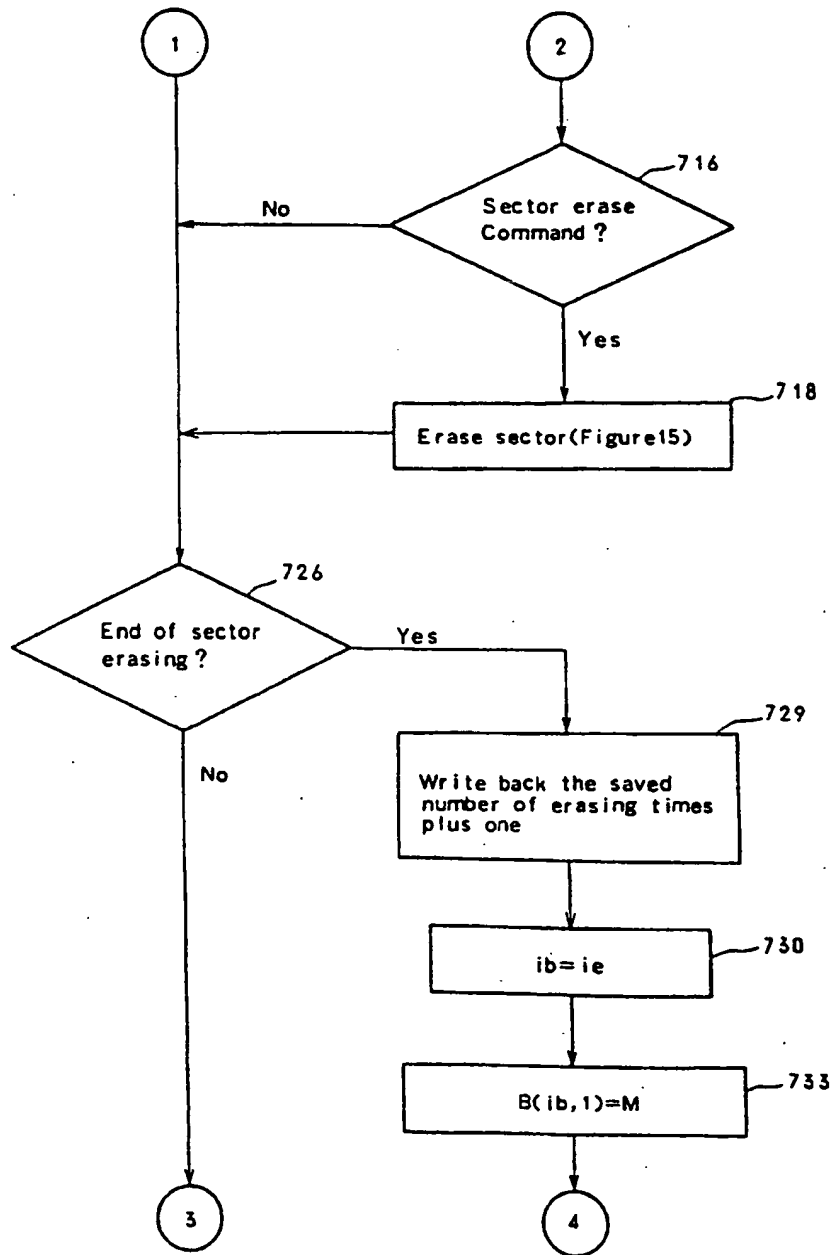 1
2
716
Sector erase
Command?
No
Yes
718
Erase sector(Figure15)
726
End of sector
erasing?
Yes
No
729
Write back the saved
number of erasing times
plus one
730
ib=ie
733
B(ib,1)=M
3
4